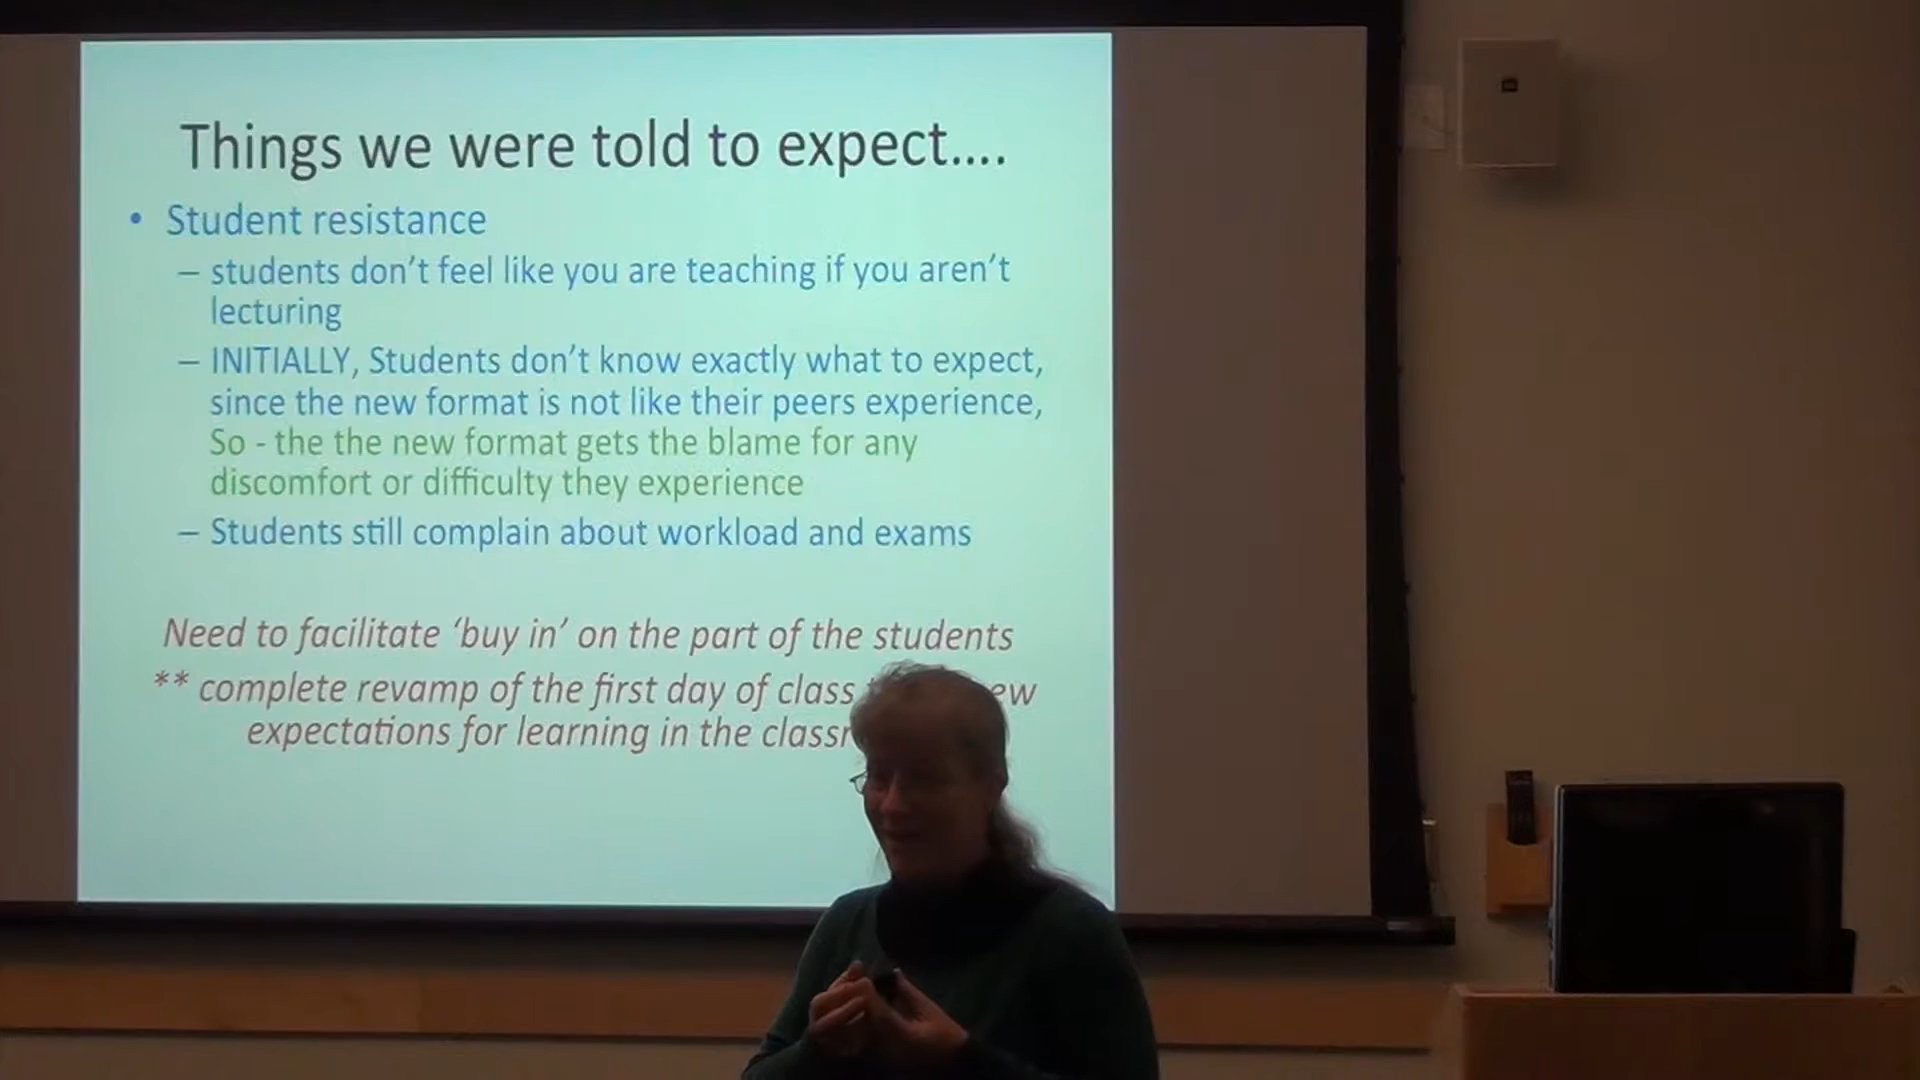 Things we were told to expect....
• Student resistance
– students don't feel like you are teaching if you aren't
lecturing
– INITIALLY, Students don't know exactly what to expect,
since the new format is not like their peers experience,
So - the the new format gets the blame for any
discomfort or difficulty they experience
– Students still complain about workload and exams
Need to facilitate 'buy in' on the part of the students
** complete revamp of the first day of class
expectations for learning in the